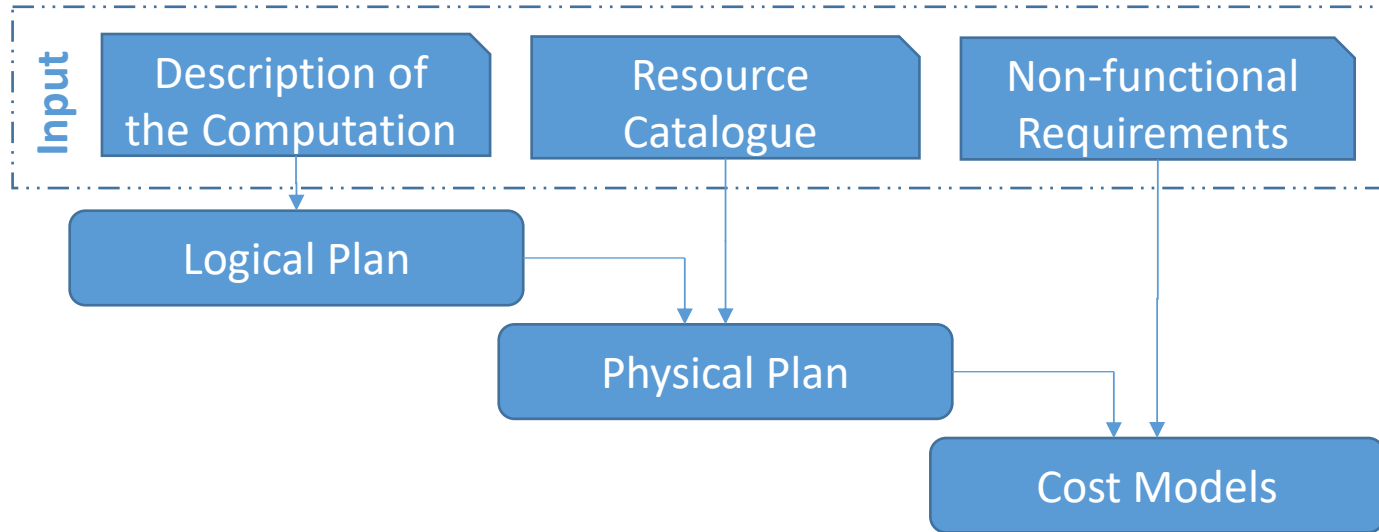 Input
Description of
the Computation
Resource
Catalogue
Non-functional
Requirements
Logical Plan
Physical Plan
Cost Models